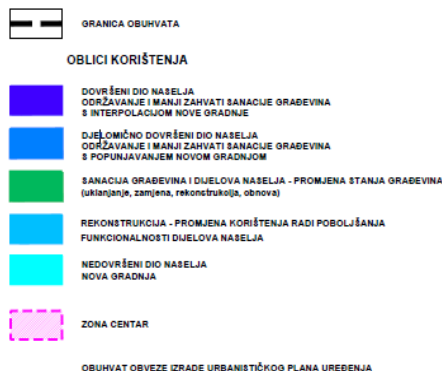 GRANICA OBUHVATA
OBLICI KORIŠTENJA
DOVRŠENI DIO NASELJA
ODRŽAVANJE I MANJI ZAHVATI SANACIJE GRAĐEVINA
S INTERPOLACIJOM NOVE GRADNJE
DJELOMIČNO DOVRŠENI DIO NASELJA
ODRŽAVANJE I MANJI ZAHVATI SANACIJE GRAĐEVINA
S POPUNJAVANJEM NOVOM GRADNJOM
SANACIJA GRAĐEVINA I DIJELOVA NASELJA - PROMJENA STANJA GRAĐEVINA
(uklanjanje, zamjena, rekonstrukcija, obnova)
REKONSTRUKCIJA - PROMJENA KORIŠTENJA RADI POBOLJŠANJA
FUNKCIONALNOSTI DIJELOVA NASELJA
NEDOVRŠENI DIO NASELJA
NOVA GRADNJA
ZONA CENTAR
OBUHVAT OBVEZE IZRADE URBANISTIČKOG PLANA UREĐENJA